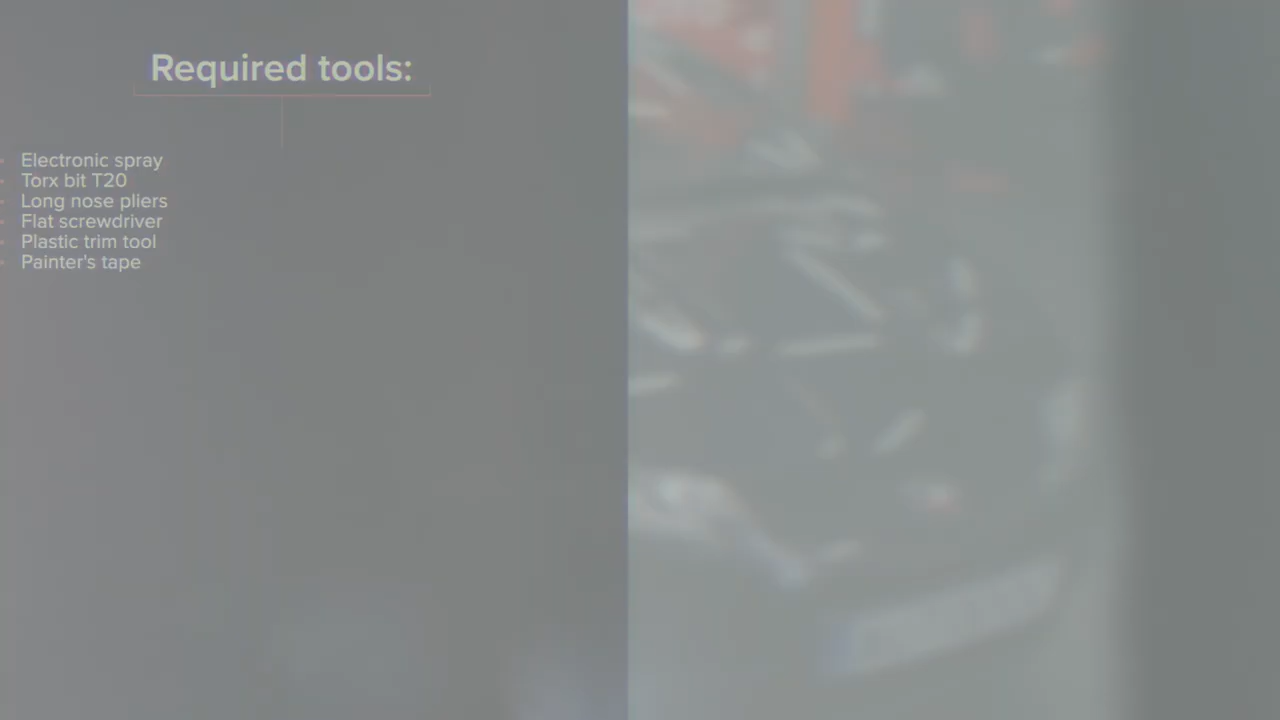 Required tools:
Electronic spray
Torx bit T20
Long nose pliers
Flat screwdriver
Plastic trim tool
Painter's tape